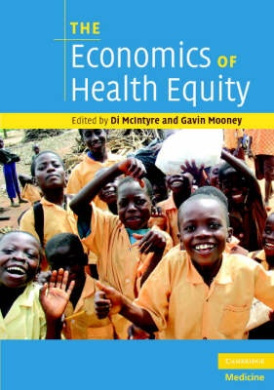 THE
Economics OF
Health Equity
Edited by Di McIntyre and Gavin Mooney
CAMBRIDGE
Medicine